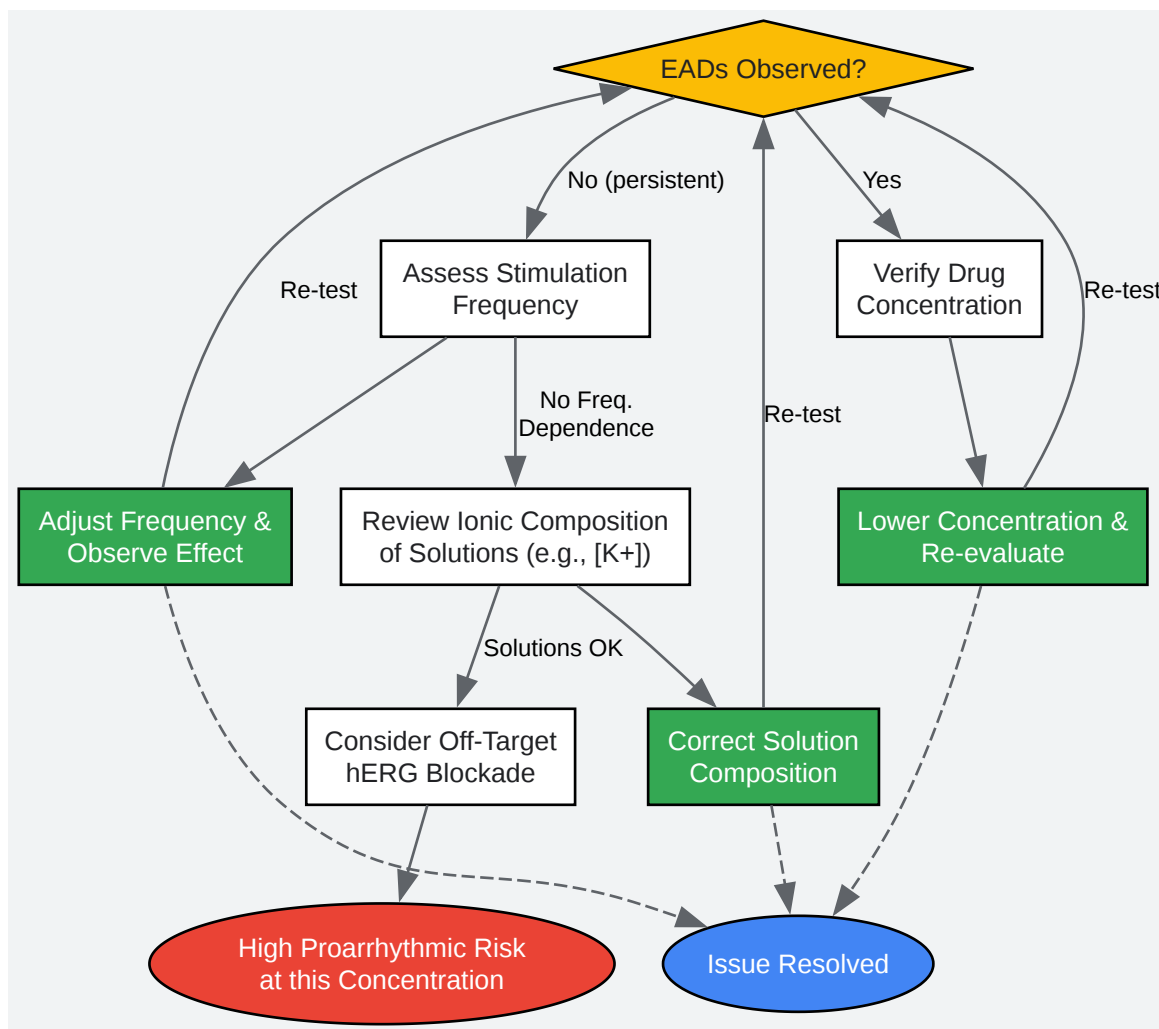 EADs Observed?
No (persistent)
Yes
Assess Stimulation
Frequency
Verify Drug
Concentration
Re-test
Re-test
No Freq.
Dependence
Re-test
Adjust Frequency &
Observe Effect
Review Ionic Composition
of Solutions (e.g., [K+])
Lower Concentration &
Re-evaluate
Solutions OK
Consider Off-Target
hERG Blockade
Correct Solution
Composition
High Proarrhythmic Risk
at this Concentration
Issue Resolved